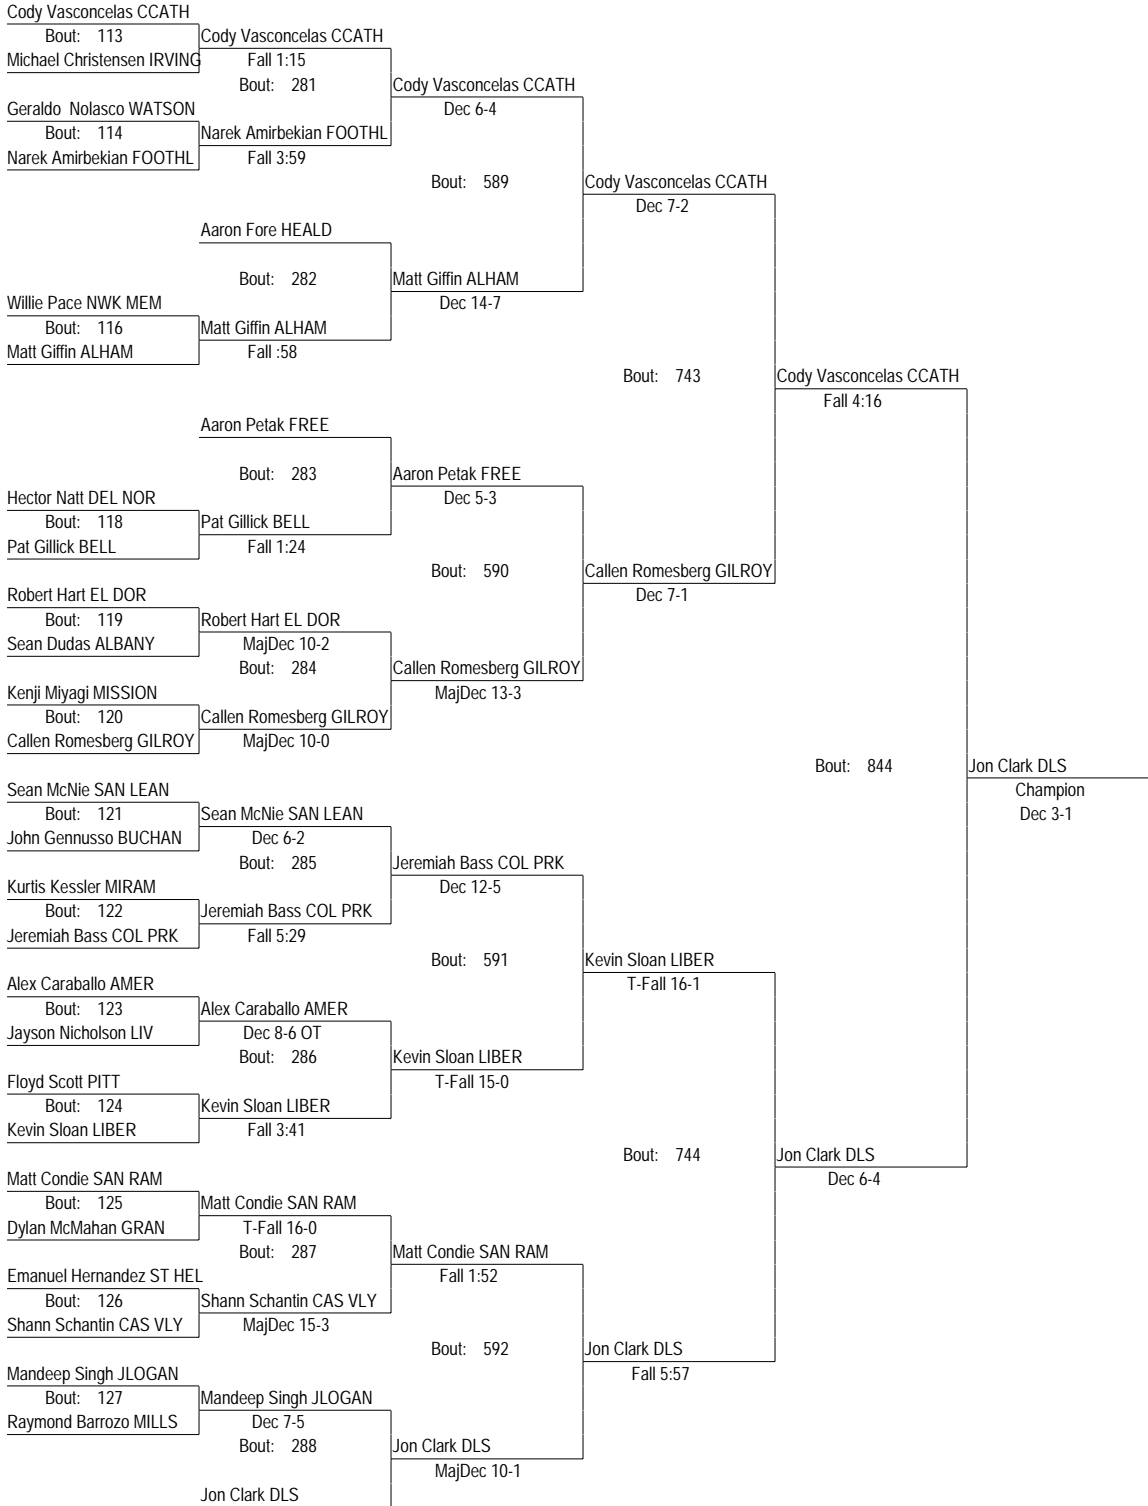 Cody Vasconcelas CCATH
Bout: 113
Michael Christensen IRVING
Cody Vasconcelas CCATH
Fall 1:15
Bout: 281
Geraldo Nolasco WATSON
Bout: 114
Narek Amirbekian FOOTHL
Narek Amirbekian FOOTHL
Fall 3:59
Cody Vasconcelas CCATH
Dec 6-4
Bout: 589
Cody Vasconcelas CCATH
Dec 7-2
Aaron Fore HEALD
Bout: 282
Matt Giffin ALHAM
Dec 14-7
Willie Pace NWK MEM
Bout: 116
Matt Giffin ALHAM
Matt Giffin ALHAM
Fall :58
Bout: 743
Cody Vasconcelas CCATH
Fall 4:16
Aaron Petak FREE
Bout: 283
Aaron Petak FREE
Dec 5-3
Hector Natt DEL NOR
Bout: 118
Pat Gillick BELL
Pat Gillick BELL
Fall 1:24
Bout: 590
Callen Romesberg GILROY
Dec 7-1
Robert Hart EL DOR
Bout: 119
Sean Dudas ALBANY
Robert Hart EL DOR
MajDec 10-2
Bout: 284
Callen Romesberg GILROY
MajDec 13-3
Kenji Miyagi MISSION
Bout: 120
Callen Romesberg GILROY
Callen Romesberg GILROY
MajDec 10-0
Bout: 844
Jon Clark DLS
Champion
Dec 3-1
Sean McNie SAN LEAN
Bout: 121
John Gennusso BUCHAN
Sean McNie SAN LEAN
Dec 6-2
Bout: 285
Jeremiah Bass COL PRK
Dec 12-5
Kurtis Kessler MIRAM
Bout: 122
Jeremiah Bass COL PRK
Jeremiah Bass COL PRK
Fall 5:29
Bout: 591
Kevin Sloan LIBER
T-Fall 16-1
Alex Caraballo AMER
Bout: 123
Jayson Nicholson LIV
Alex Caraballo AMER
Dec 8-6 OT
Bout: 286
Kevin Sloan LIBER
T-Fall 15-0
Floyd Scott PITT
Bout: 124
Kevin Sloan LIBER
Kevin Sloan LIBER
Fall 3:41
Bout: 744
Jon Clark DLS
Dec 6-4
Matt Condie SAN RAM
Bout: 125
Dylan McMahan GRAN
Matt Condie SAN RAM
T-Fall 16-0
Bout: 287
Matt Condie SAN RAM
Fall 1:52
Emanuel Hernandez ST HEL
Bout: 126
Shann Schantin CAS VLY
Shann Schantin CAS VLY
MajDec 15-3
Bout: 592
Jon Clark DLS
Fall 5:57
Mandeep Singh JLOGAN
Bout: 127
Raymond Barrozo MILLS
Mandeep Singh JLOGAN
Dec 7-5
Bout: 288
Jon Clark DLS
MajDec 10-1
Jon Clark DLS